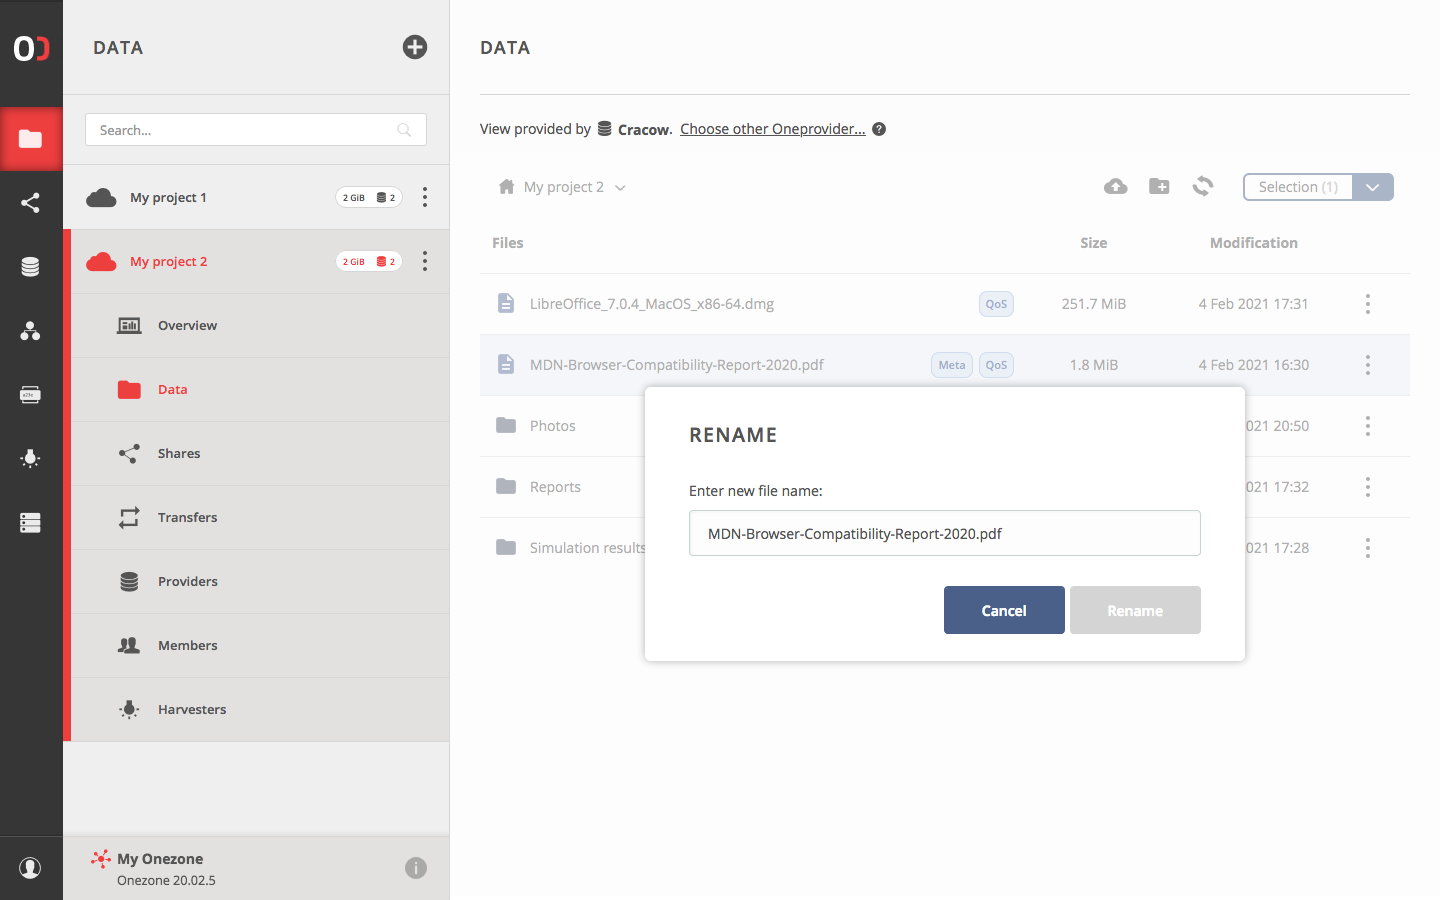 DATA
Search...
My project 1
2 GiB 2
My project 2
2 GiB 2
Overview
Data
Shares
Transfers
Providers
Members
Harvesters
My Onezone
Onezone 20.02.5
DATA
View provided by Cracow. Choose other Oneprovider... ?
My project 2
Selection (1)
Files Size Modification
LibreOffice_7.0.4_MacOS_x86-64.dmg QoS 251.7 MiB 4 Feb 2021 17:31
MDN-Browser-Compatibility-Report-2020.pdf Meta QoS 1.8 MiB 4 Feb 2021 16:30
Photos 021 20:50
Reports 021 17:32
Simulation results 021 17:28
RENAME
Enter new file name:
MDN-Browser-Compatibility-Report-2020.pdf
Cancel Rename